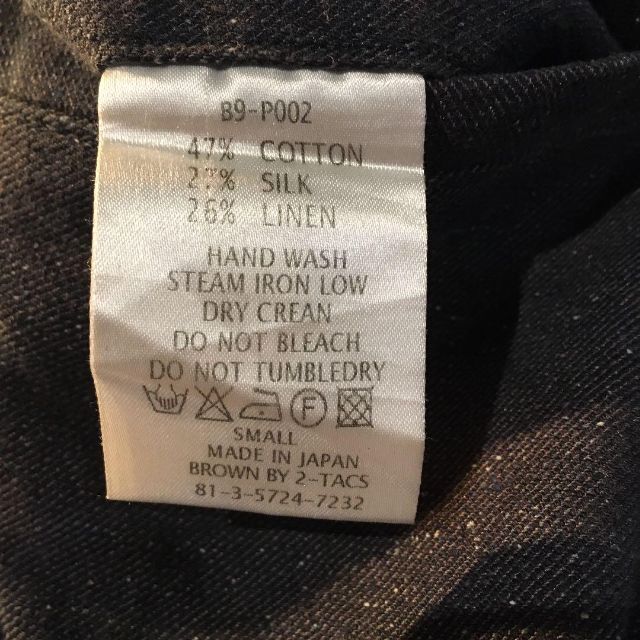 B9-P002
47% COTTON
27% SILK
26% LINEN
HAND WASH
STEAM IRON LOW
DRY CREAN
DO NOT BLEACH
DO NOT TUMBLEDRY
F
SMALL
MADE IN JAPAN
BROWN BY 2-TACS
81-3-5724-7232